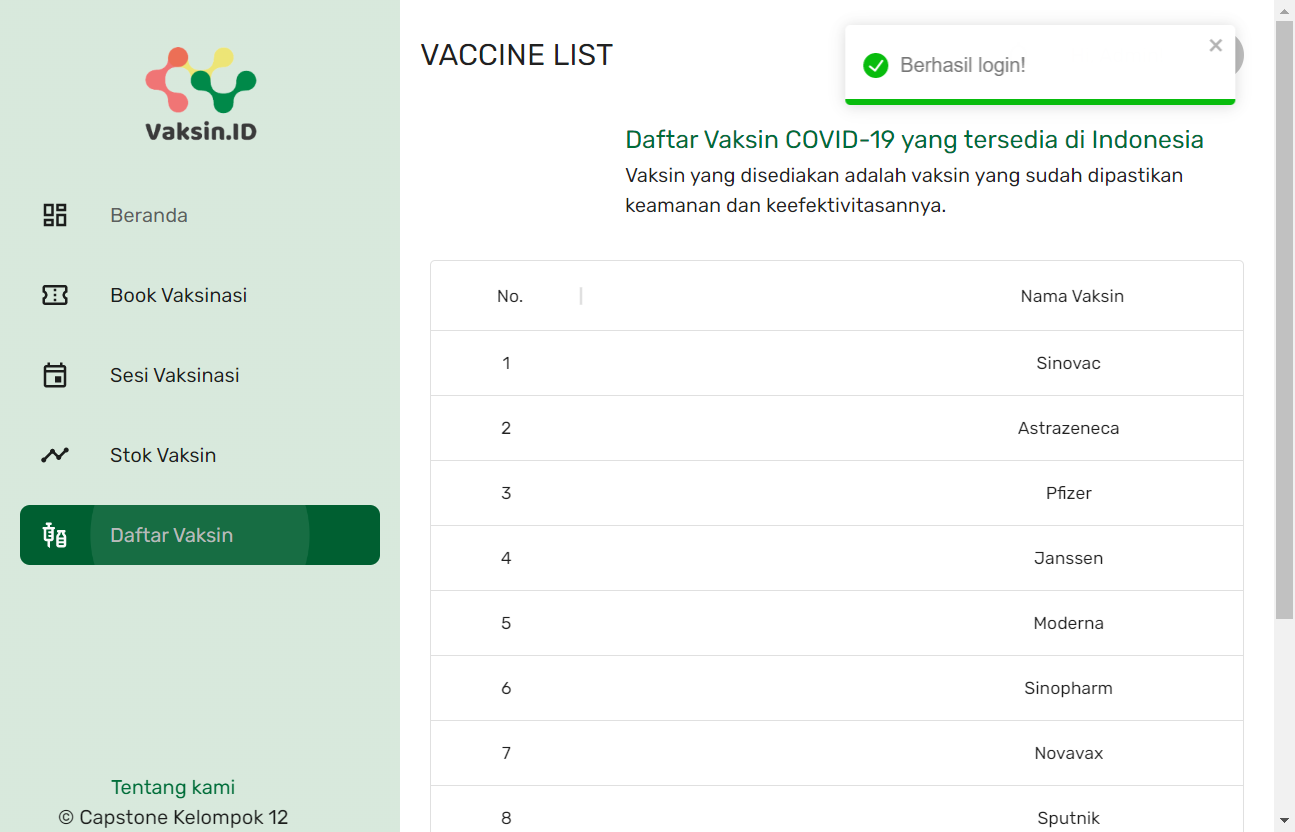 Vaksin.ID
Beranda
Book Vaksinasi
Sesi Vaksinasi
Stok Vaksin
Daftar Vaksin
Tentang kami
© Capstone Kelompok 12
VACCINE LIST
Berhasil login!
Daftar Vaksin COVID-19 yang tersedia di Indonesia
Vaksin yang disediakan adalah vaksin yang sudah dipastikan
keamanan dan keefektivitasannya.
No. Nama Vaksin
1 Sinovac
2 Astrazeneca
3 Pfizer
4 Janssen
5 Moderna
6 Sinopharm
7 Novavax
8 Sputnik